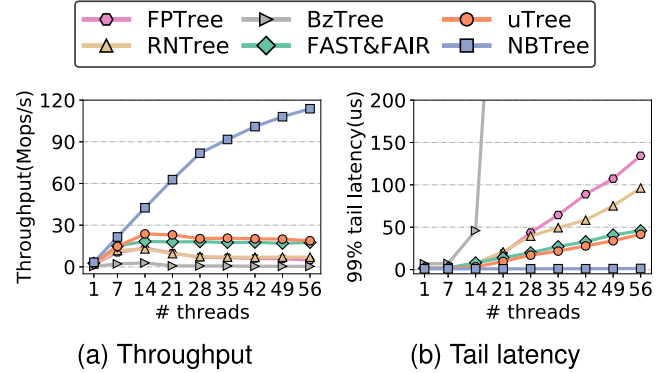 FPTree BzTree uTree
RNTree FAST&FAIR NBTree
Throughput(Mops/s)
120
90
60
30
0
1 7 14 21 28 35 42 49 56
# threads
(a) Throughput
99% tail latency(us)
200
150
100
50
0
1 7 14 21 28 35 42 49 56
# threads
(b) Tail latency